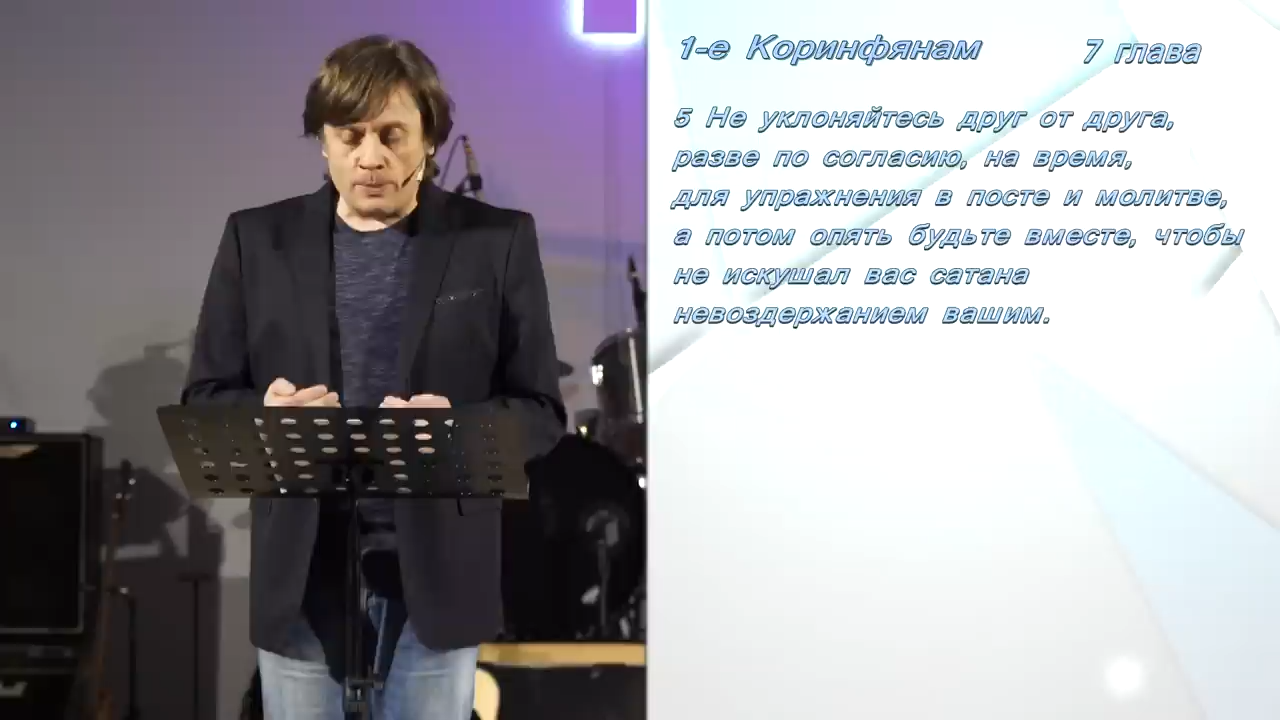 1-е Коринфянам 7 глава
5 Не уклоняйтесь друг от друга,
разве по согласию, на время,
для упражнения в посте и молитве,
а потом опять будьте вместе, чтобы
не искушал вас сатана
невоздержанием вашим.